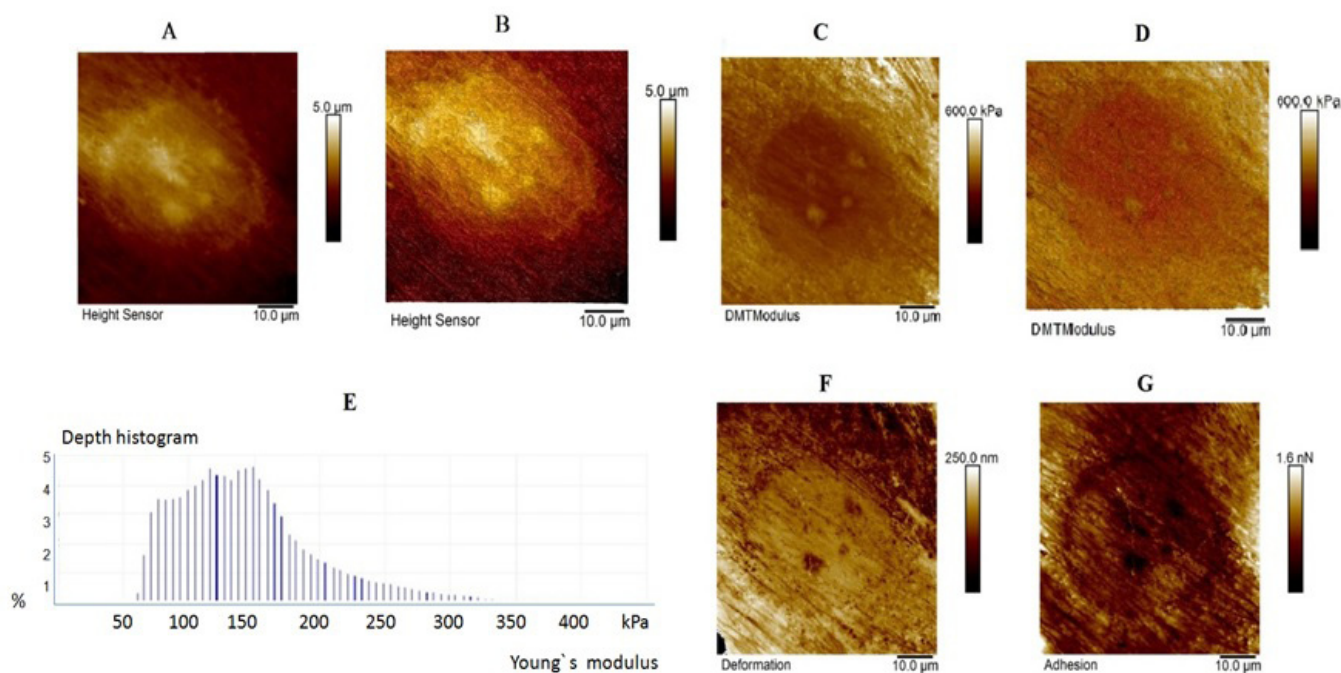 A
B
C
D
5.0 µm
5.0 µm
600.0 kPa
600.0 kPa
Height Sensor
10.0 µm
Height Sensor
10.0 µm
DMTModulus
10.0 µm
DMTModulus
10.0 µm
E
F
G
Depth histogram
5
4
3
2
1
%
50 100 150 200 250 300 350 400 kPa
Young`s modulus
250.0 nm
1.6 nN
Deformation
10.0 µm
Adhesion
10.0 µm